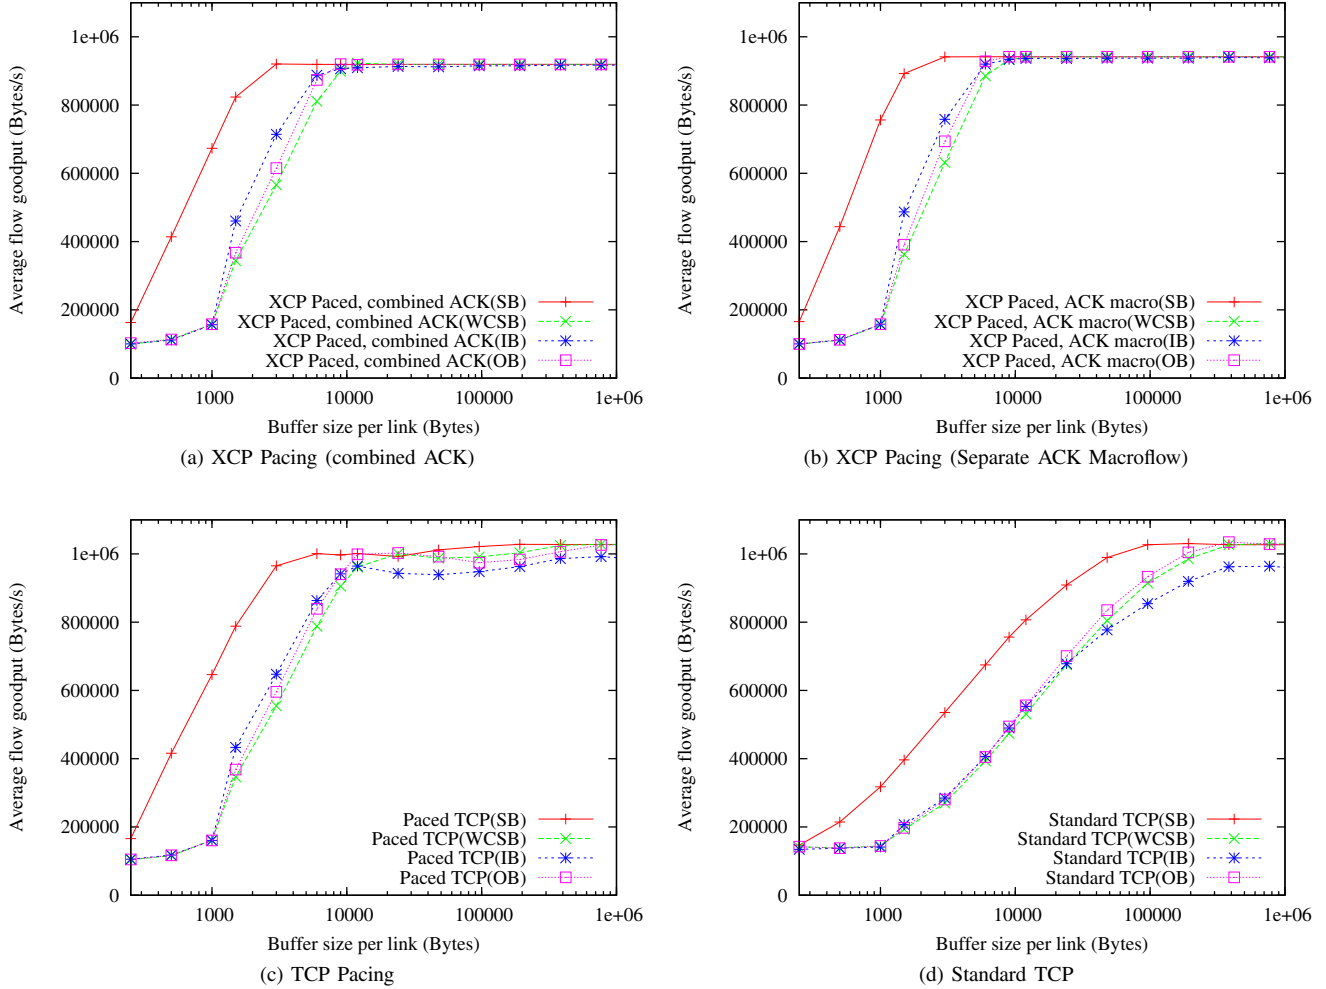 Average flow goodput (Bytes/s)
1e+06
800000
600000
400000
200000
0
XCP Paced, combined ACK(SB)
XCP Paced, combined ACK(WCSB)
XCP Paced, combined ACK(IB)
XCP Paced, combined ACK(OB)
1000 10000 100000 1e+06
Buffer size per link (Bytes)
(a) XCP Pacing (combined ACK)
Average flow goodput (Bytes/s)
1e+06
800000
600000
400000
200000
0
XCP Paced, ACK macro(SB)
XCP Paced, ACK macro(WCSB)
XCP Paced, ACK macro(IB)
XCP Paced, ACK macro(OB)
1000 10000 100000 1e+06
Buffer size per link (Bytes)
(b) XCP Pacing (Separate ACK Macroflow)
Average flow goodput (Bytes/s)
1e+06
800000
600000
400000
200000
0
Paced TCP(SB)
Paced TCP(WCSB)
Paced TCP(IB)
Paced TCP(OB)
1000 10000 100000 1e+06
Buffer size per link (Bytes)
(c) TCP Pacing
Average flow goodput (Bytes/s)
1e+06
800000
600000
400000
200000
0
Standard TCP(SB)
Standard TCP(WCSB)
Standard TCP(IB)
Standard TCP(OB)
1000 10000 100000 1e+06
Buffer size per link (Bytes)
(d) Standard TCP